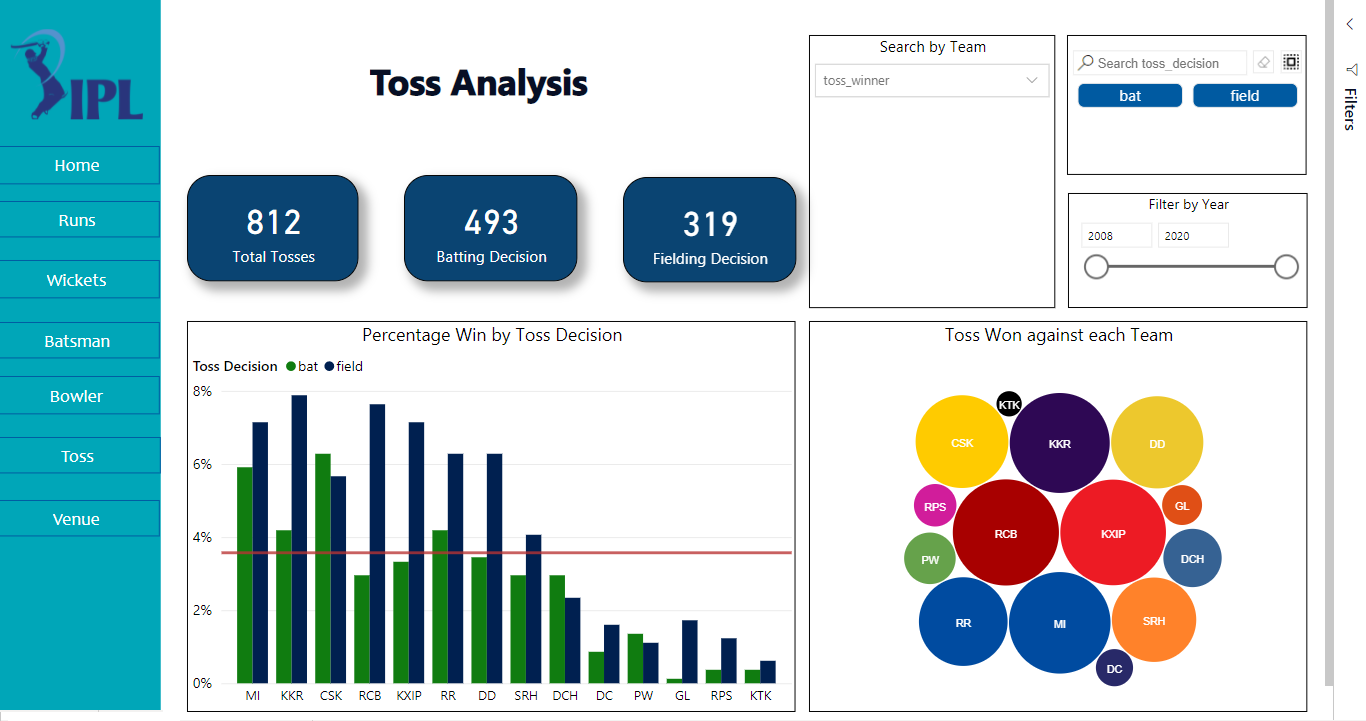 IPL
Home
Runs
Wickets
Batsman
Bowler
Toss
Venue
Toss Analysis
812
Total Tosses
493
Batting Decision
319
Fielding Decision
Search by Team
toss_winner
Search toss_decision
bat field
Filter by Year
2008 2020
Filters
Percentage Win by Toss Decision
Toss Decision bat field
8%
6%
4%
2%
0%
MI KKR CSK RCB KXIP RR DD SRH DCH DC PW GL RPS KTK
Toss Won against each Team
KTK
CSK KKR DD
RPS GL
RCB KXIP
PW DCH
RR MI SRH
DC